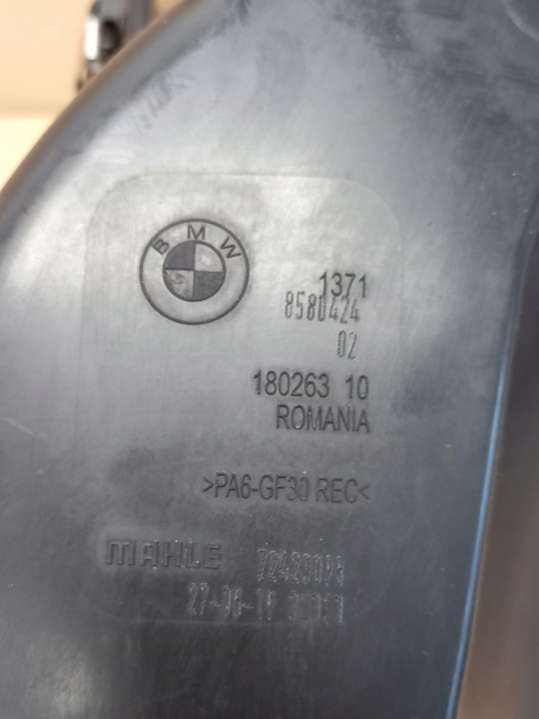 BMW
1371
8580424
02
180263 10
ROMANIA
>PA6-GF30 REC<
MAHLE